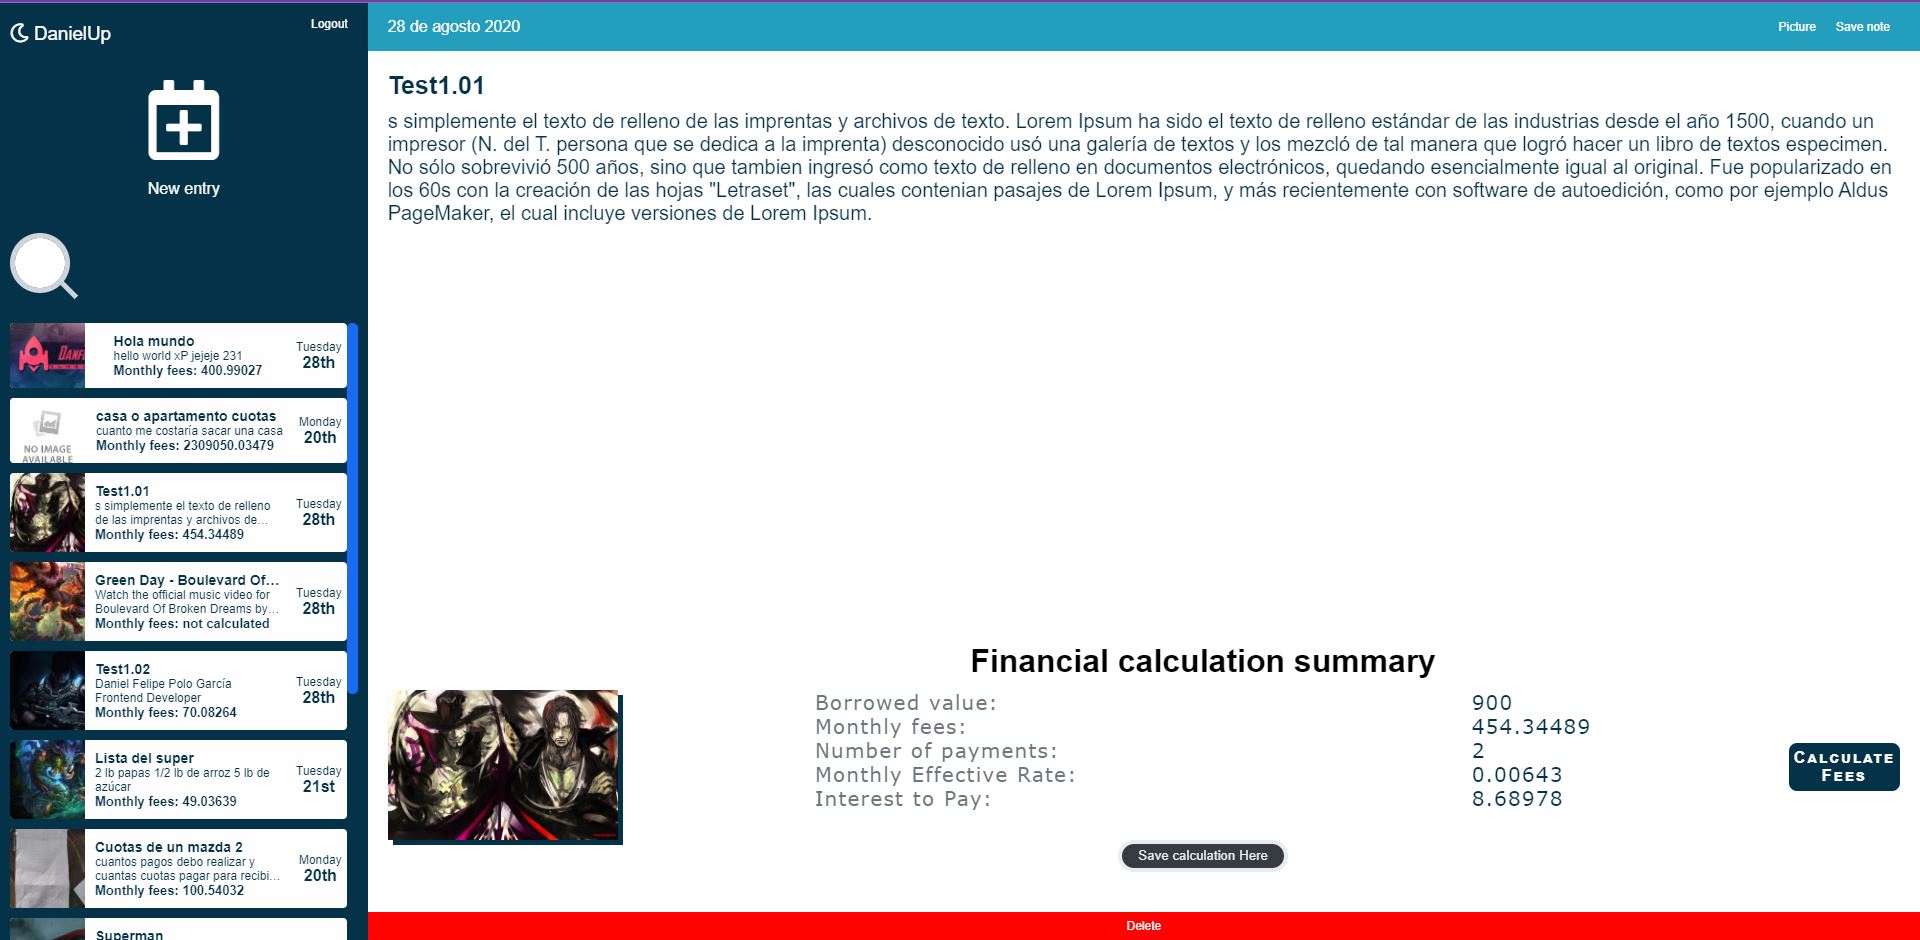 DanielUp
Logout
New entry
Hola mundo
hello world xP jejeje 231
Monthly fees: 400.99027
Tuesday
28th
NO IMAGE
AVAILABLE
casa o apartamento cuotas
cuanto me costaría sacar una casa
Monthly fees: 2309050.03479
Monday
20th
Test1.01
s simplemente el texto de relleno
de las imprentas y archivos de...
Monthly fees: 454.34489
Tuesday
28th
Green Day - Boulevard Of...
Watch the official music video for
Boulevard Of Broken Dreams by...
Monthly fees: not calculated
Tuesday
28th
Test1.02
Daniel Felipe Polo García
Frontend Developer
Monthly fees: 70.08264
Tuesday
28th
Lista del super
2 lb papas 1/2 lb de arroz 5 lb de
azúcar
Monthly fees: 49.03639
Tuesday
21st
Cuotas de un mazda 2
cuantos pagos debo realizar y
cuantas cuotas pagar para recibi...
Monthly fees: 100.54032
Monday
20th
Superman
28 de agosto 2020
Picture
Save note
Test1.01
s simplemente el texto de relleno de las imprentas y archivos de texto. Lorem Ipsum ha sido el texto de relleno estándar de las industrias desde el año 1500, cuando un
impresor (N. del T. persona que se dedica a la imprenta) desconocido usó una galería de textos y los mezcló de tal manera que logró hacer un libro de textos especimen.
No sólo sobrevivió 500 años, sino que tambien ingresó como texto de relleno en documentos electrónicos, quedando esencialmente igual al original. Fue popularizado en
los 60s con la creación de las hojas "Letraset", las cuales contenian pasajes de Lorem Ipsum, y más recientemente con software de autoedición, como por ejemplo Aldus
PageMaker, el cual incluye versiones de Lorem Ipsum.
Financial calculation summary
Borrowed value: 900
Monthly fees: 454.34489
Number of payments: 2
Monthly Effective Rate: 0.00643
Interest to Pay: 8.68978
Calculate
Fees
Save calculation Here
Delete